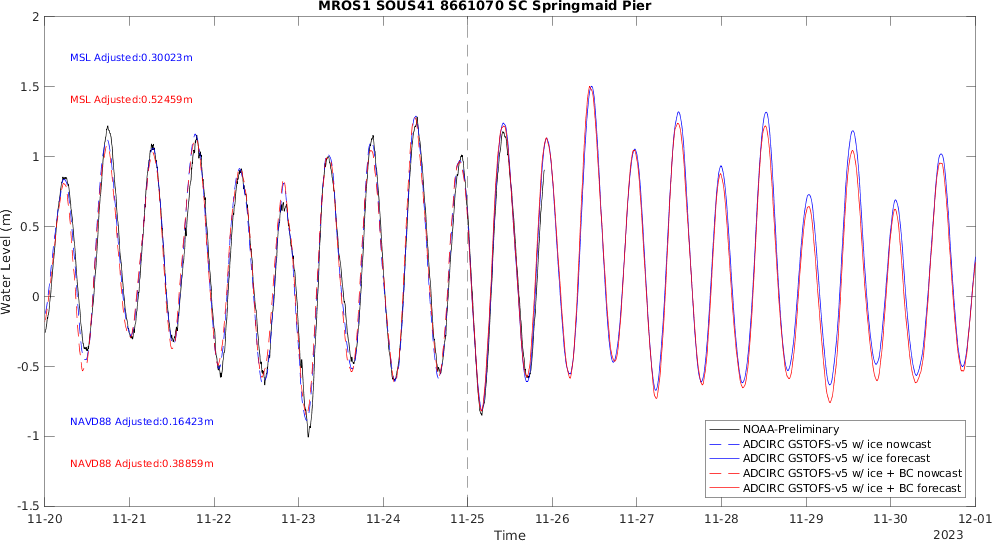 MROS1 SOUS41 8661070 SC Springmaid Pier
2
1.5
1
0.5
0
-0.5
-1
-1.5
Water Level (m)
MSL Adjusted:0.30023m
MSL Adjusted:0.52459m
NAVD88 Adjusted:0.16423m
NAVD88 Adjusted:0.38859m
NOAA-Preliminary
ADCIRC GSTOFS-v5 w/ ice nowcast
ADCIRC GSTOFS-v5 w/ ice forecast
ADCIRC GSTOFS-v5 w/ ice + BC nowcast
ADCIRC GSTOFS-v5 w/ ice + BC forecast
11-20 11-21 11-22 11-23 11-24 11-25 11-26 11-27 11-28 11-29 11-30 12-01
Time
2023